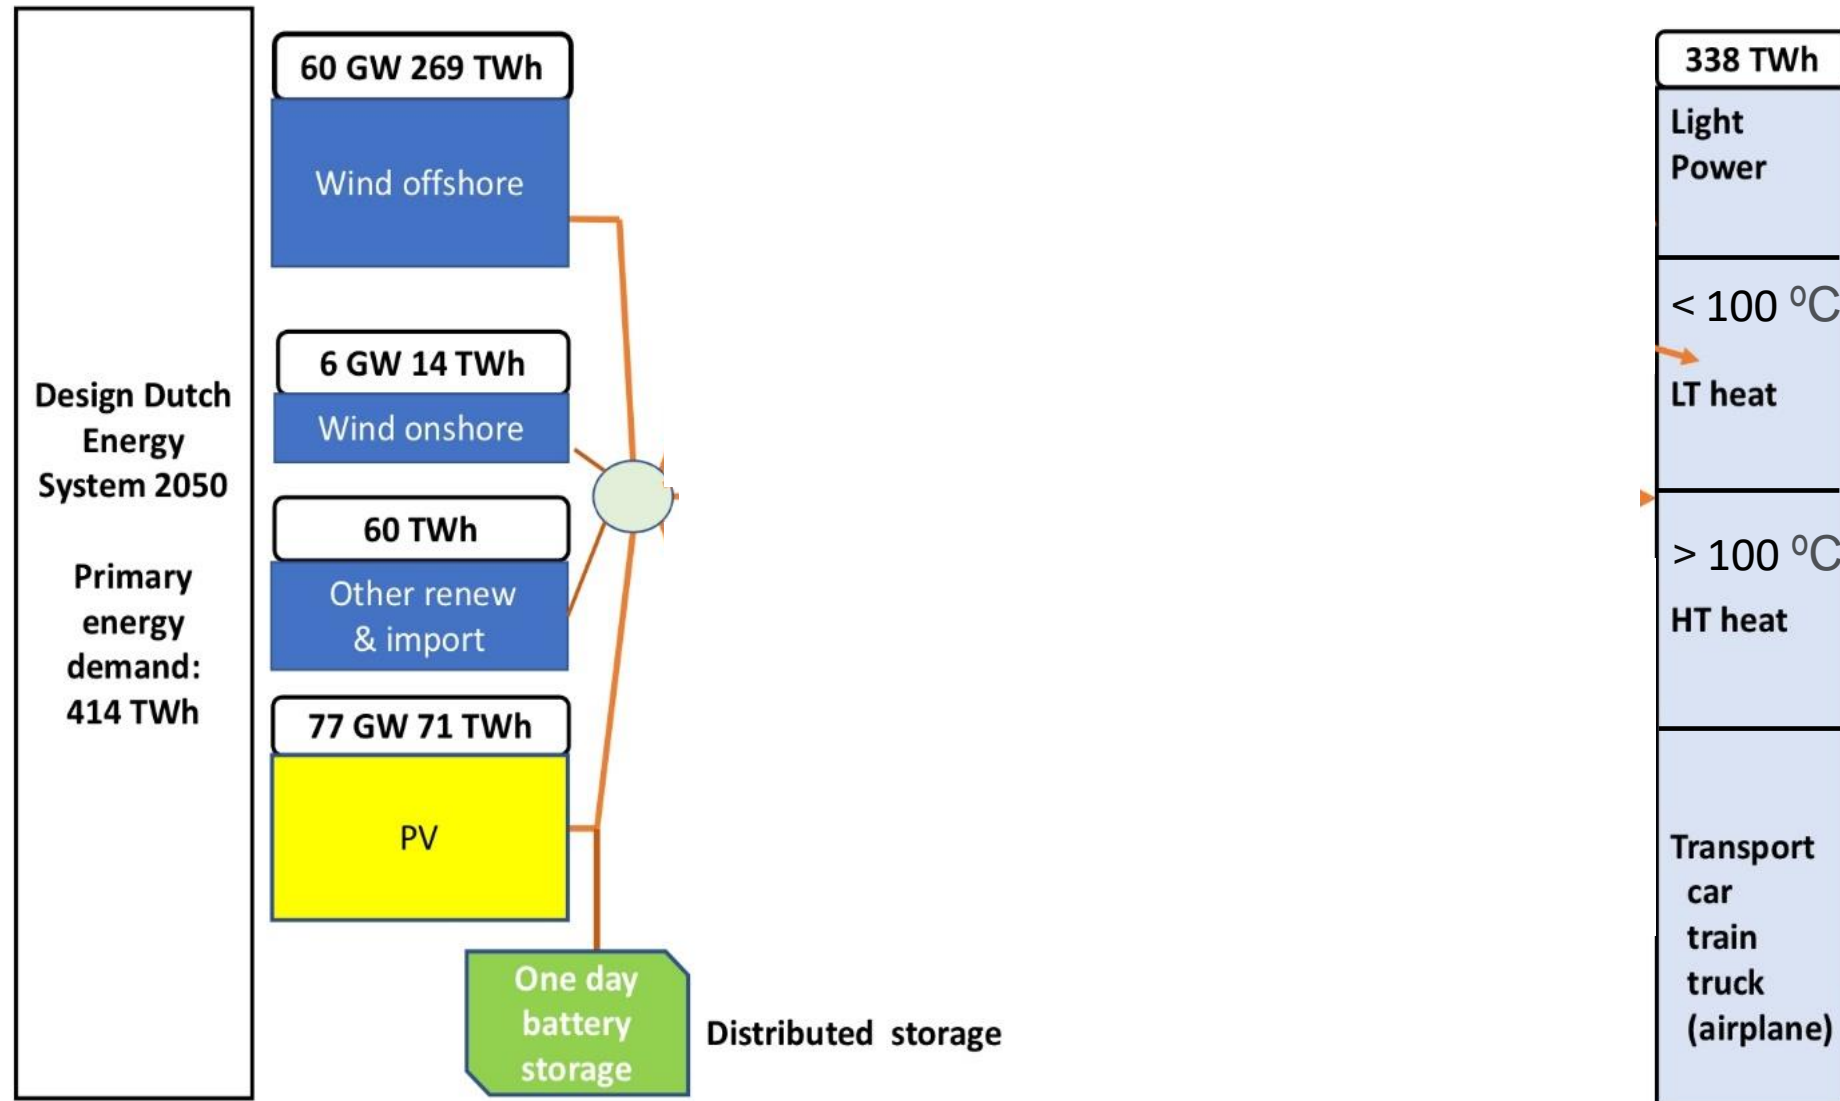 Design Dutch
Energy
System 2050
Primary
energy
demand:
414 TWh
60 GW 269 TWh
Wind offshore
6 GW 14 TWh
Wind onshore
60 TWh
Other renew
& import
77 GW 71 TWh
PV
One day
battery
storage
Distributed storage
338 TWh
Light
Power
< 100 ⁰C
LT heat
> 100 ⁰C
HT heat
Transport
car
train
truck
(airplane)